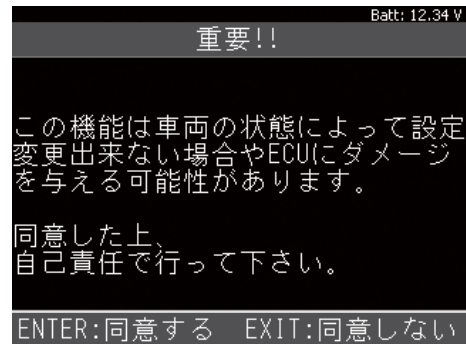 Batt: 12.34 V
重要!!
この機能は車両の状態によって設定
変更出来ない場合やECUにダメージ
を与える可能性があります。
同意した上、
自己責任で行って下さい。
ENTER:同意する EXIT:同意しない